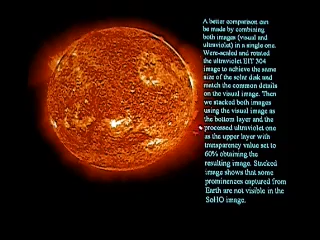 A better comparison can
be made by combining
both images (visual and
ultraviolet) in a single one.
We re-scaled and rotated
the ultraviolet EIT 304
image to achieve the same
size of the solar disk and
match the common details
on the visual image. Then
we stacked both images
using the visual image as
the bottom layer and the
processed ultraviolet one
as the upper layer with
transparency value set to
60% obtaining the
resulting image. Stacked
image shows that some
prominences captured from
Earth are not visible in the
SoHO image.